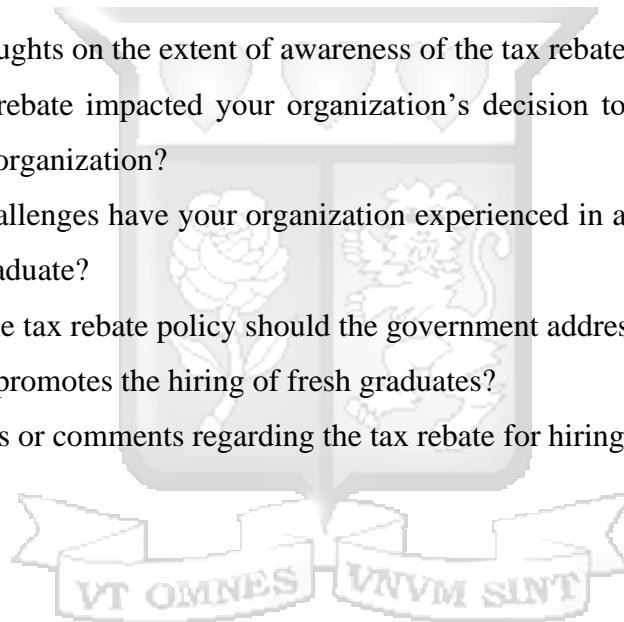 ughts on the extent of awareness of the tax rebate
rebate impacted your organization’s decision to
organization?
allenges have your organization experienced in a
aduate?
e tax rebate policy should the government addres
promotes the hiring of fresh graduates?
s or comments regarding the tax rebate for hiring
VT OMNES VNVM SINT